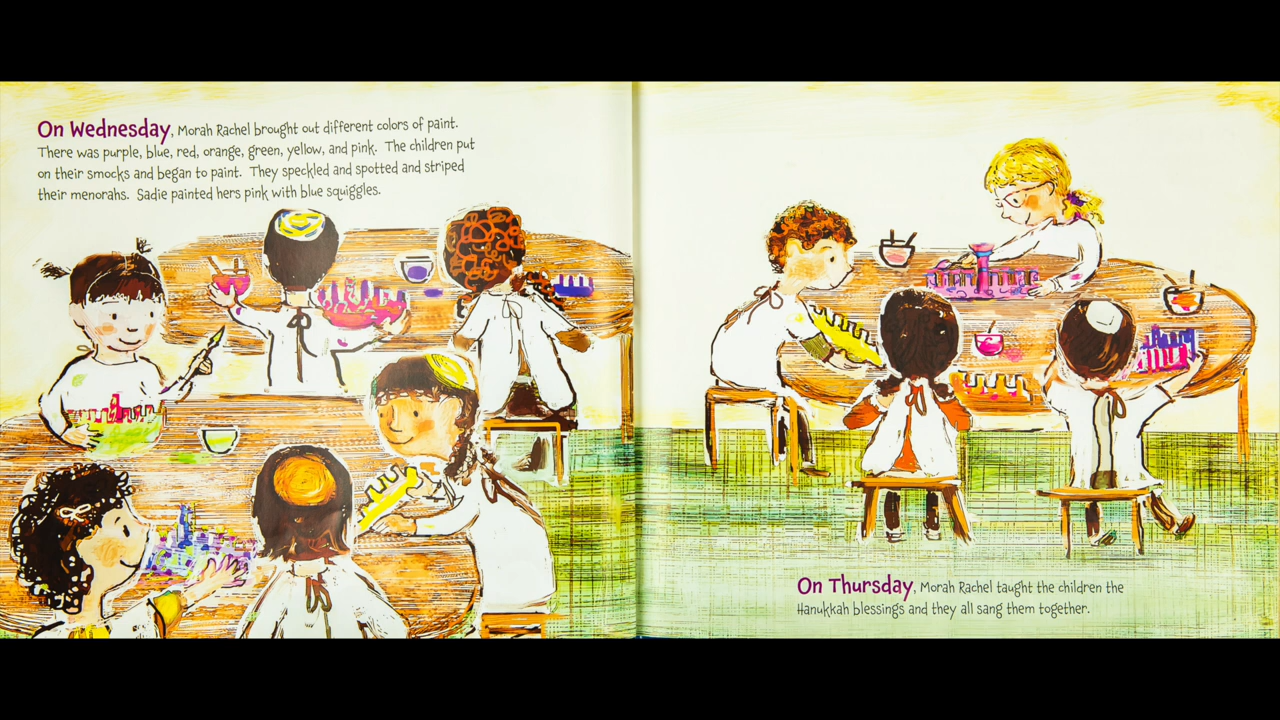 On Wednesday, Morah Rachel brought out different colors of paint.
There was purple, blue, red, orange, green, yellow, and pink. The children put
on their smocks and began to paint. They speckled and spotted and striped
their menorahs. Sadie painted hers pink with blue squiggles.
On Thursday, Morah Rachel taught the children the
Hanukkah blessings and they all sang them together.